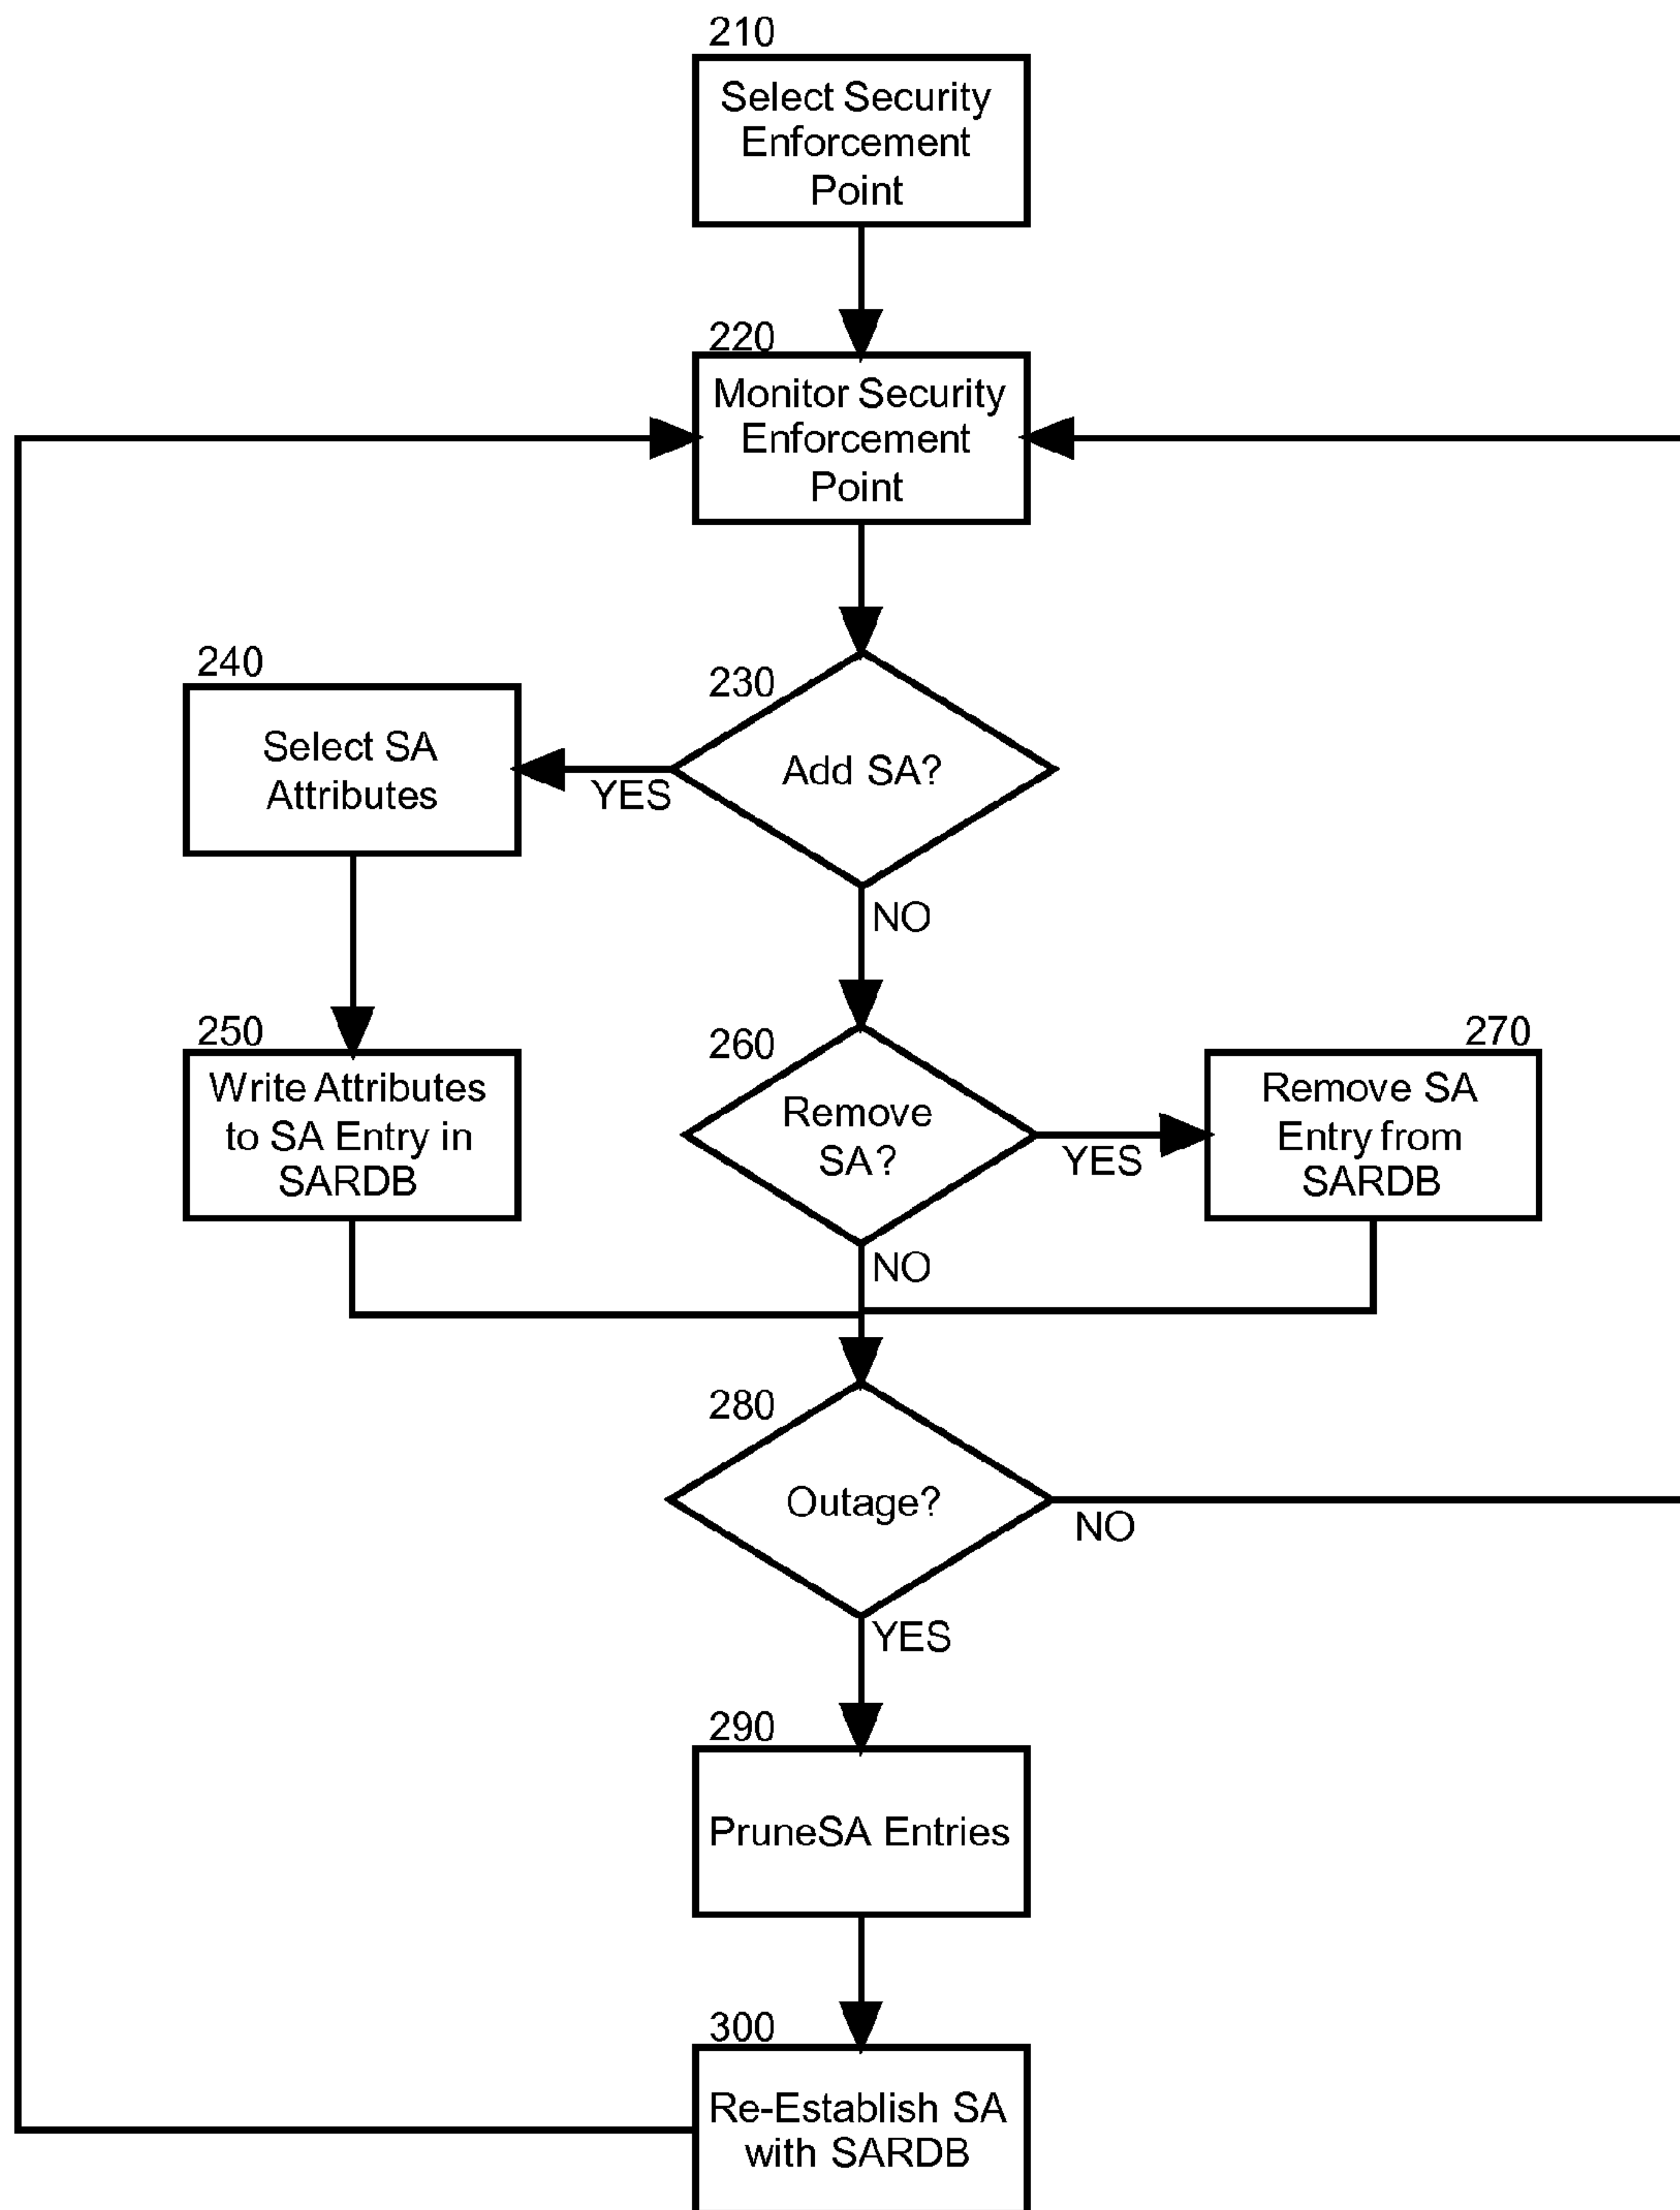 210
Select Security
Enforcement
Point
220
Monitor Security
Enforcement
Point
230
Add SA?
YES
NO
240
Select SA
Attributes
250
Write Attributes
to SA Entry in
SARDB
260
Remove
SA?
YES
NO
270
Remove SA
Entry from
SARDB
280
Outage?
NO
YES
290
PruneSA Entries
300
Re-Establish SA
with SARDB